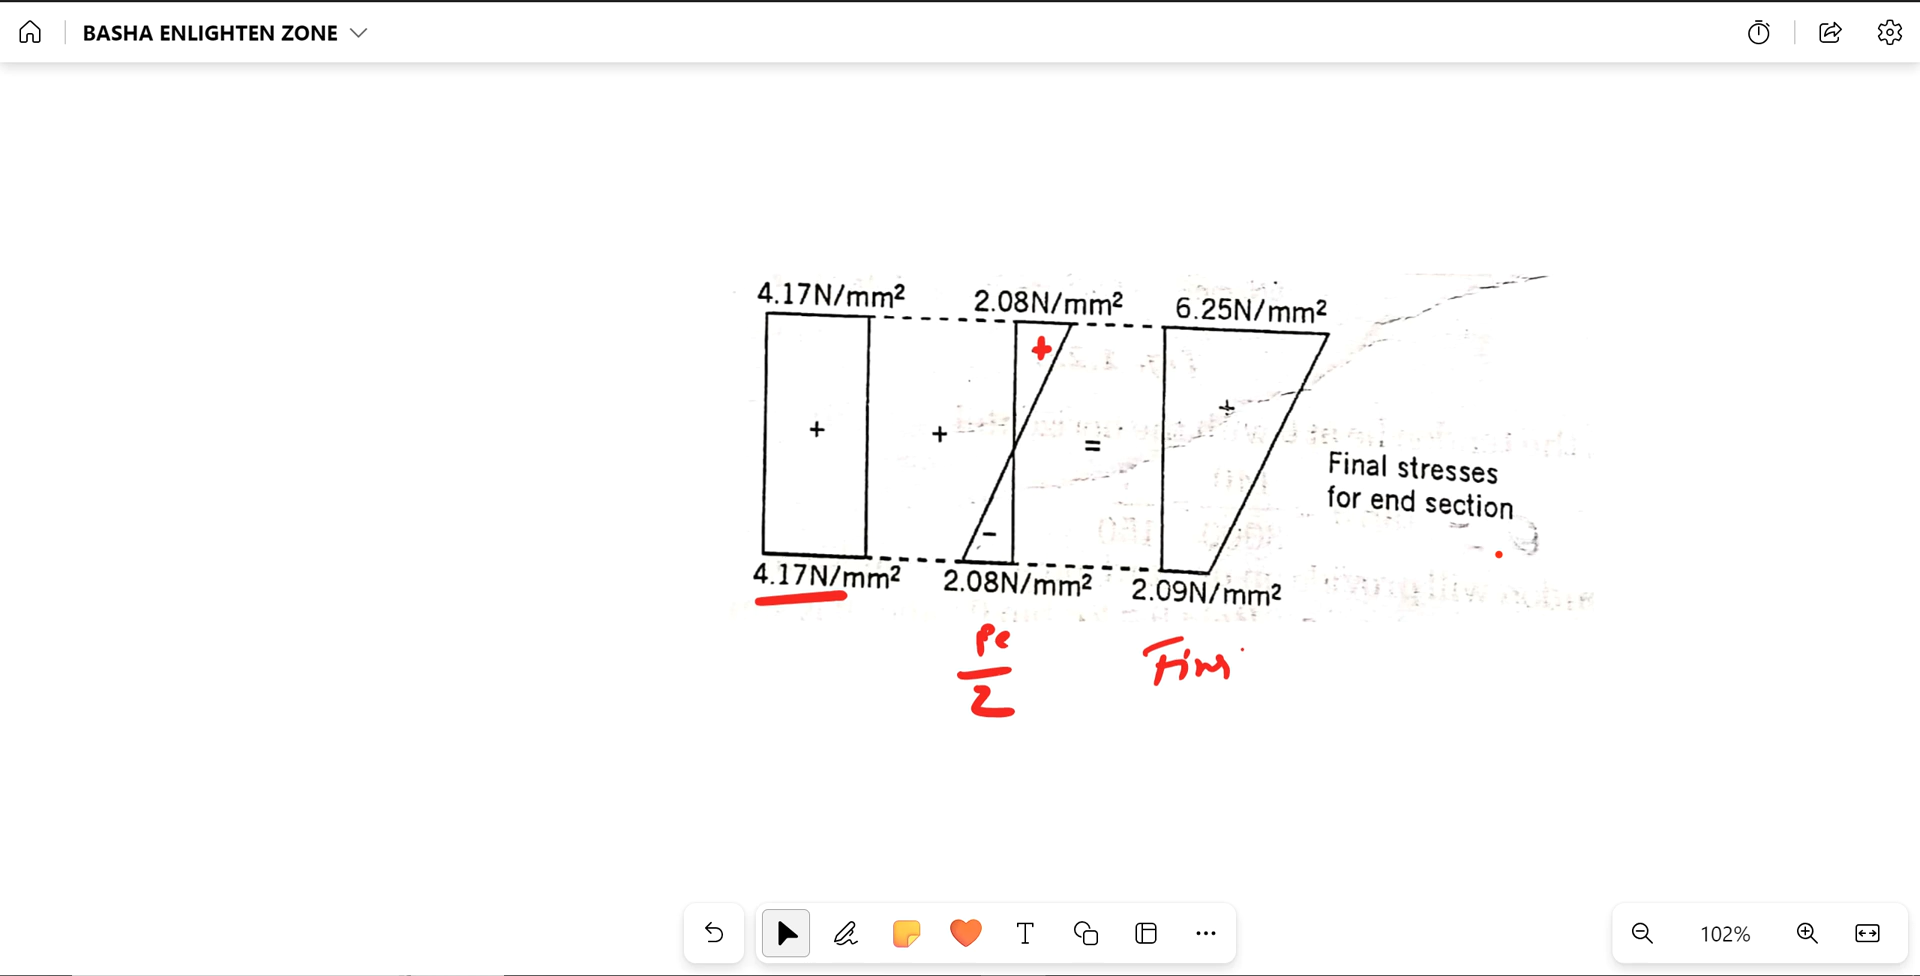 BASHA ENLIGHTEN ZONE
4.17N/mm² 2.08N/mm² 6.25N/mm²
+
+ + = +
Final stresses
for end section
-
4.17N/mm² 2.08N/mm² 2.09N/mm²
Pe
Z
102%